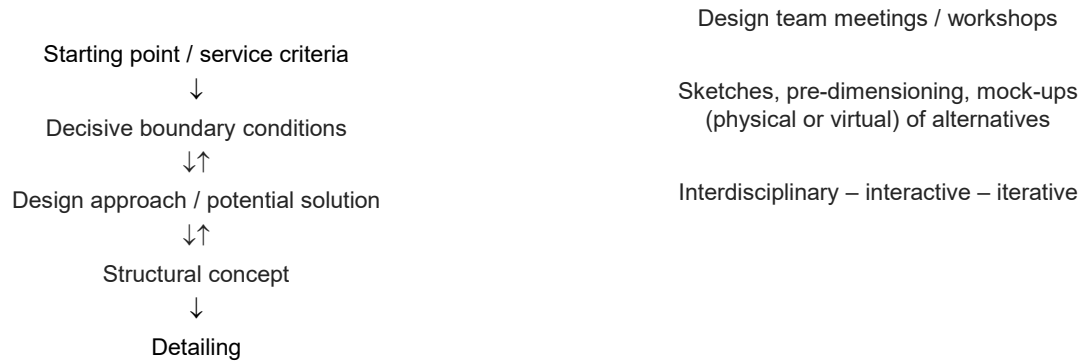 Starting point / service criteria
↓
Decisive boundary conditions
↓↑
Design approach / potential solution
↓↑
Structural concept
↓
Detailing
Design team meetings / workshops
Sketches, pre-dimensioning, mock-ups
(physical or virtual) of alternatives
Interdisciplinary – interactive – iterative